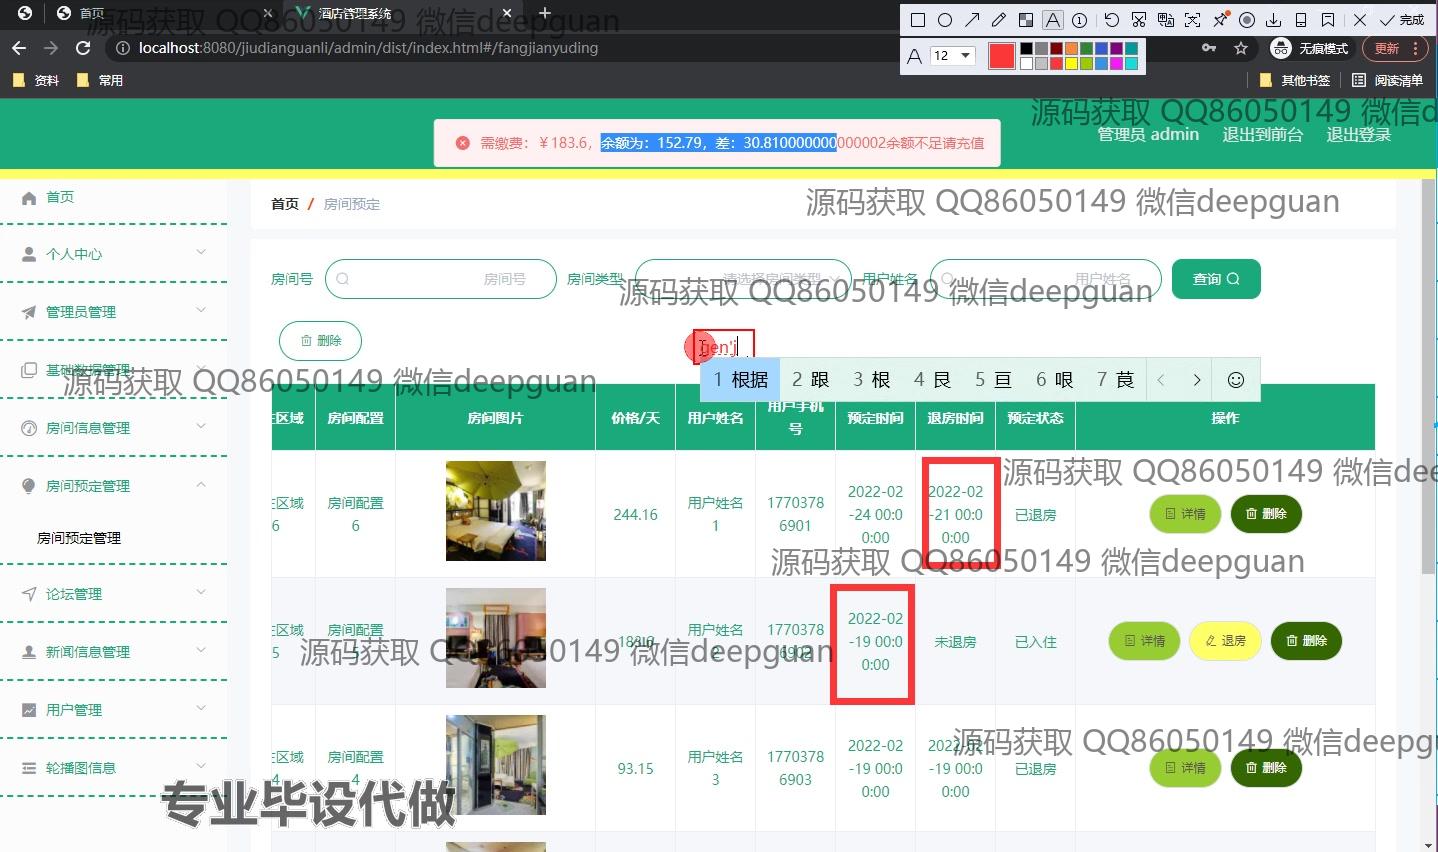 首页
酒店管理系统
源码获取 QQ86050149 微信deepguan
完成
localhost:8080/jiudianguanli/admin/dist/index.html#/fangjianyuding
A 12
无痕模式
更新
资料
常用
其他书签
阅读清单
源码获取 QQ86050149 微信d
需缴费：￥183.6，余额为：152.79，差：30.810000000000002余额不足请充值
管理员 admin
退出到前台
退出登录
首页
首页 / 房间预定
源码获取 QQ86050149 微信deepguan
个人中心
房间号
房间号
房间类型
请选择房间类型
用户姓名
用户姓名
查询
源码获取 QQ86050149 微信deepguan
管理员管理
删除
gen'j
1 根据 2 跟 3 根 4 艮 5 亘 6 哏 7 茛
基础数据管理
源码获取 QQ86050149 微信deepguan
房间信息管理
房间预定管理
房间预定管理
论坛管理
新闻信息管理
用户管理
轮播图信息
区域
房间配置
房间图片
价格/天
用户姓名
用户手机号
预定时间
退房时间
预定状态
操作
区域6
房间配置6
244.16
用户姓名1
17703786901
2022-02-24 00:00:00
2022-02-21 00:00:00
已退房
详情
删除
源码获取 QQ86050149 微信dee
源码获取 QQ86050149 微信deepguan
区域5
房间配置
用户姓名
1770378
2022-02-19 00:00:00
未退房
已入住
详情
退房
删除
源码获取 QQ86050149 微信deepguan
区域4
房间配置4
93.15
用户姓名3
17703786903
2022-02-19 00:00:00
2022-02-19 00:00:00
已退房
详情
删除
源码获取 QQ86050149 微信deepgu
专业毕设代做